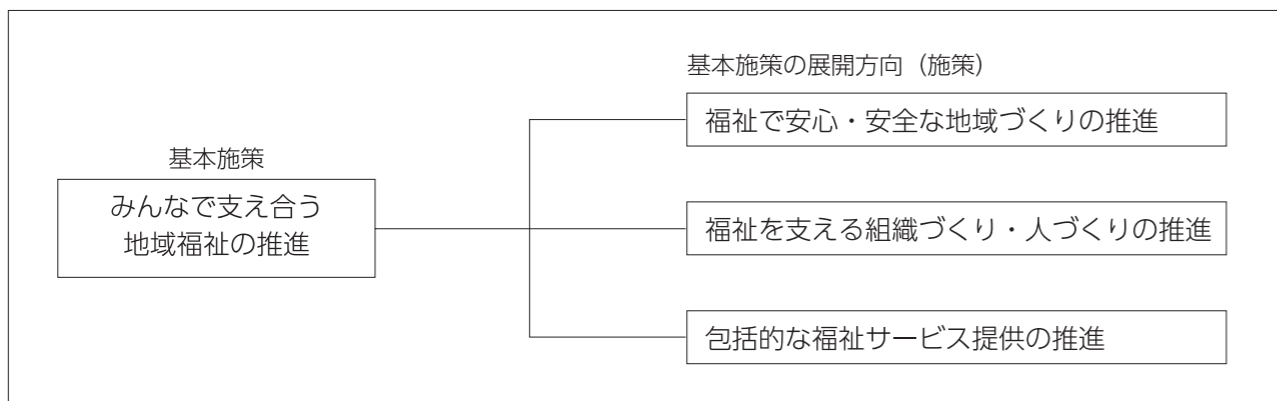 基本施策
みんなで支え合う
地域福祉の推進
基本施策の展開方向（施策）
福祉で安心・安全な地域づくりの推進
福祉を支える組織づくり・人づくりの推進
包括的な福祉サービス提供の推進